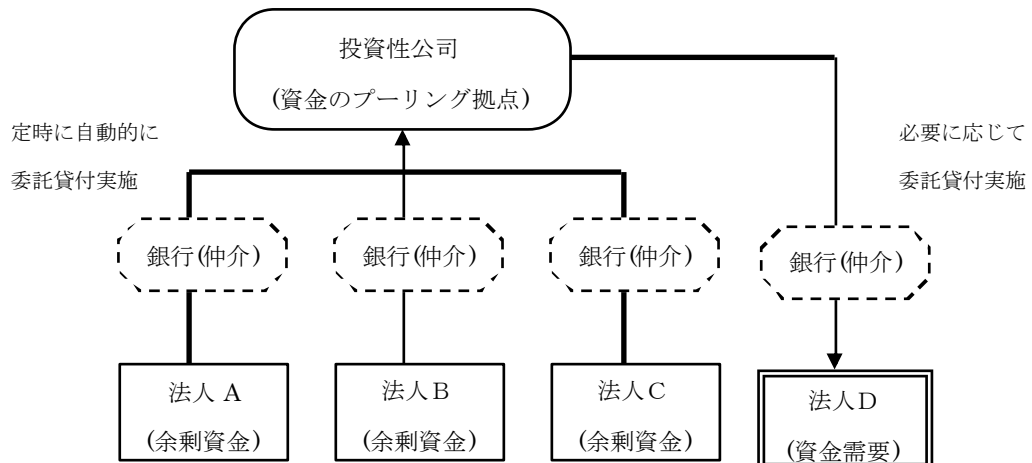 投資性公司
(資金のプーリング拠点)
定時に自動的に
委託貸付実施
必要に応じて
委託貸付実施
銀行(仲介)
銀行(仲介)
銀行(仲介)
銀行(仲介)
法人 A
(余剰資金)
法人B
(余剰資金)
法人C
(余剰資金)
法人D
(資金需要)